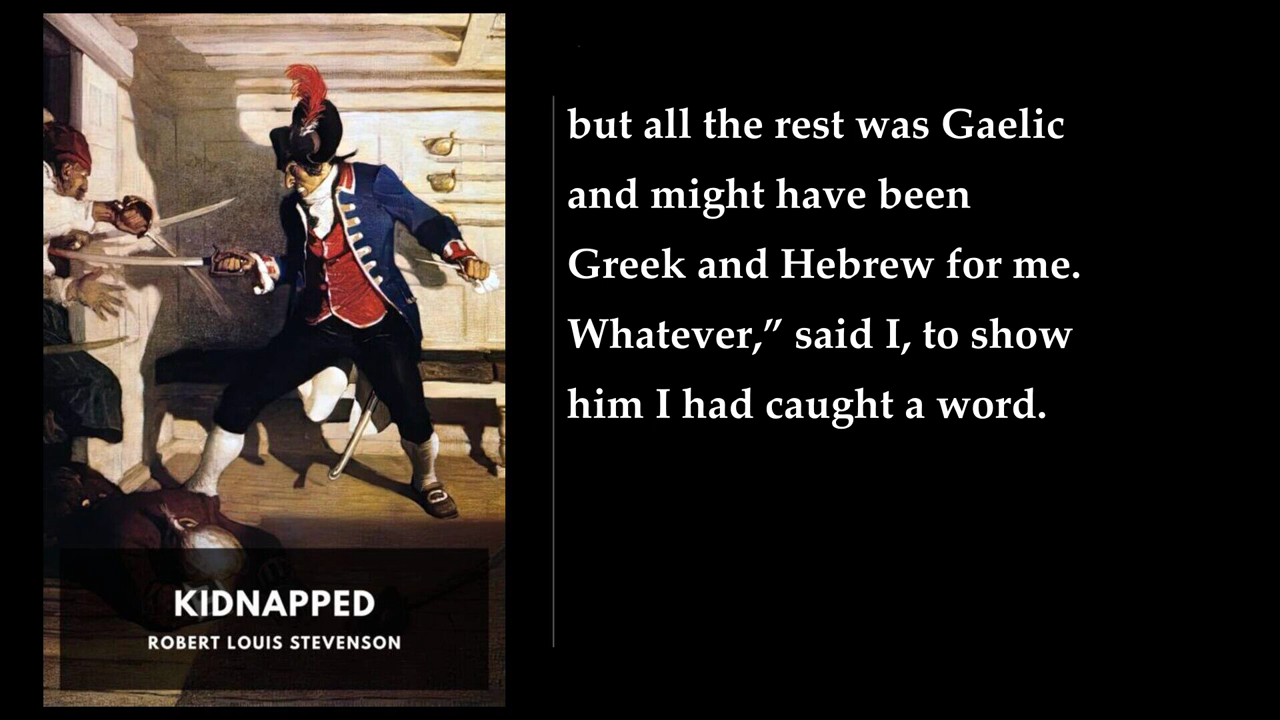 KIDNAPPED
ROBERT LOUIS STEVENSON
but all the rest was Gaelic
and might have been
Greek and Hebrew for me.
Whatever,” said I, to show
him I had caught a word.